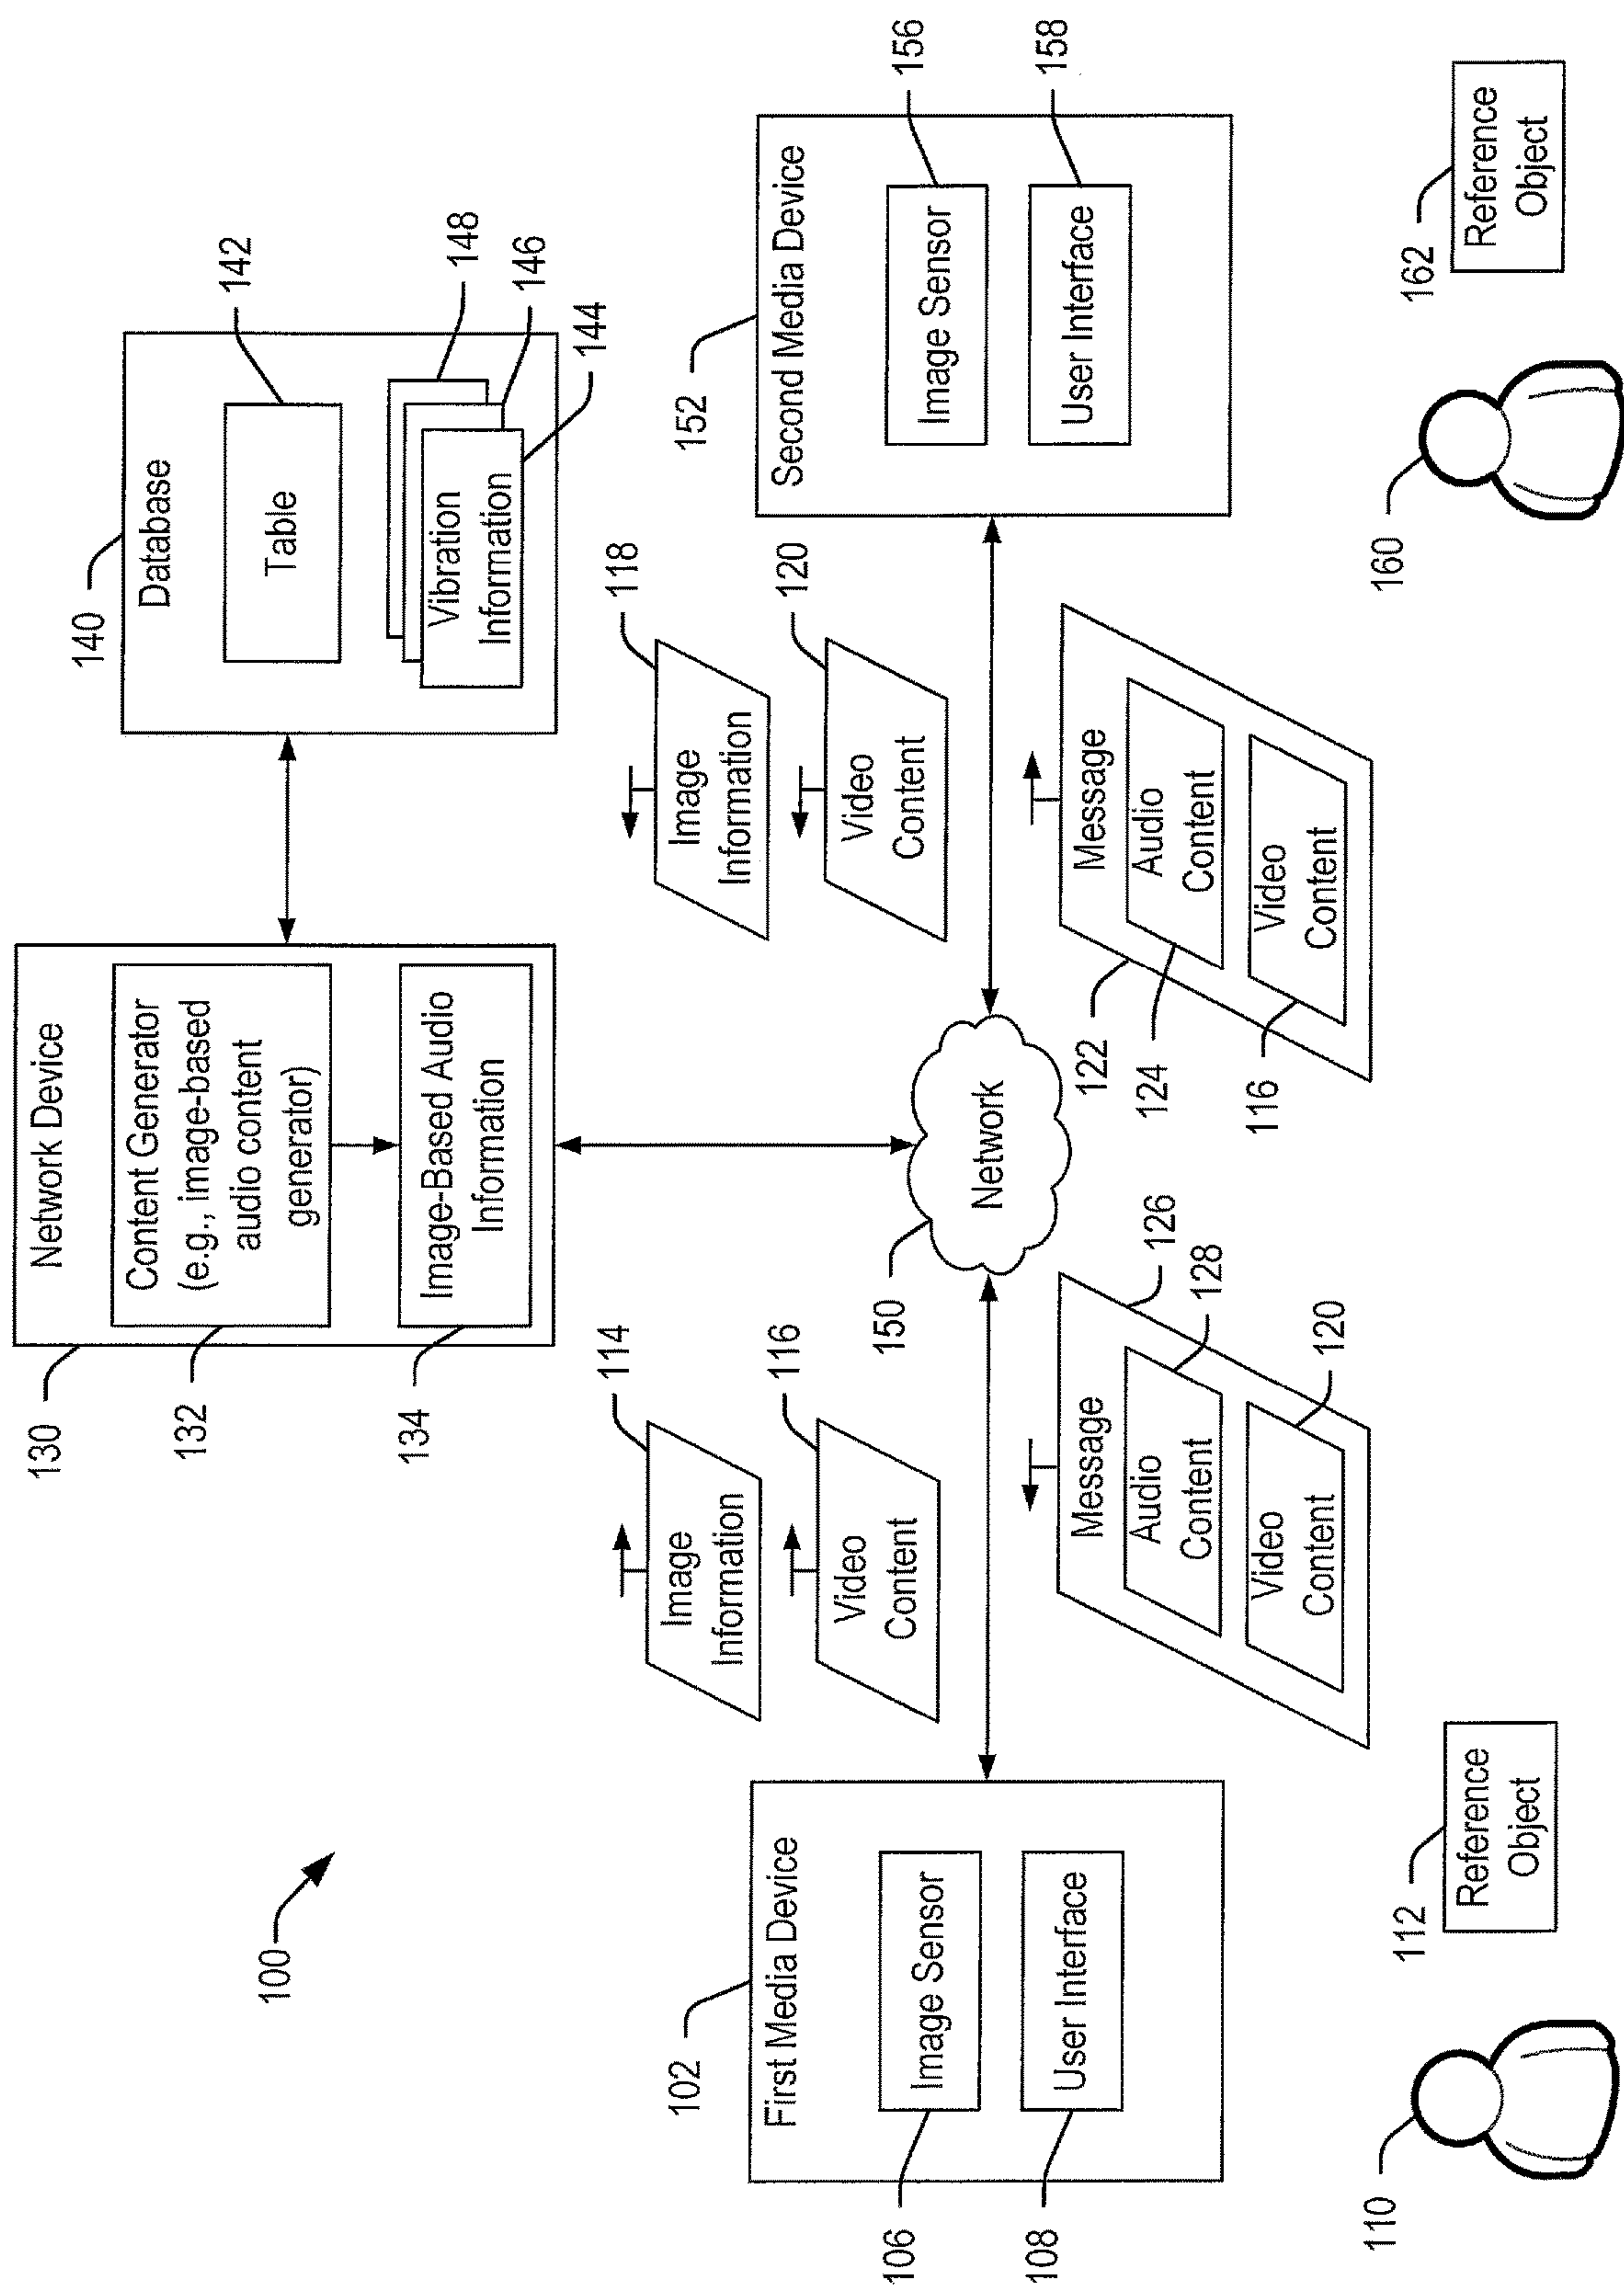 100
130
Network Device
Content Generator
(e.g., image-based
audio content
generator)
132
Image-Based Audio
Information
134
140
Database
Table
142
Vibration
Information
148
146
144
114
Image
Information
116
Video
Content
118
Image
Information
120
Video
Content
102
First Media Device
Image Sensor
106
User Interface
108
150
Network
152
Second Media Device
Image Sensor
156
User Interface
158
Message
126
Audio
Content
128
Video
Content
120
Message
122
Audio
Content
124
Video
Content
116
110
112
Reference
Object
160
162
Reference
Object